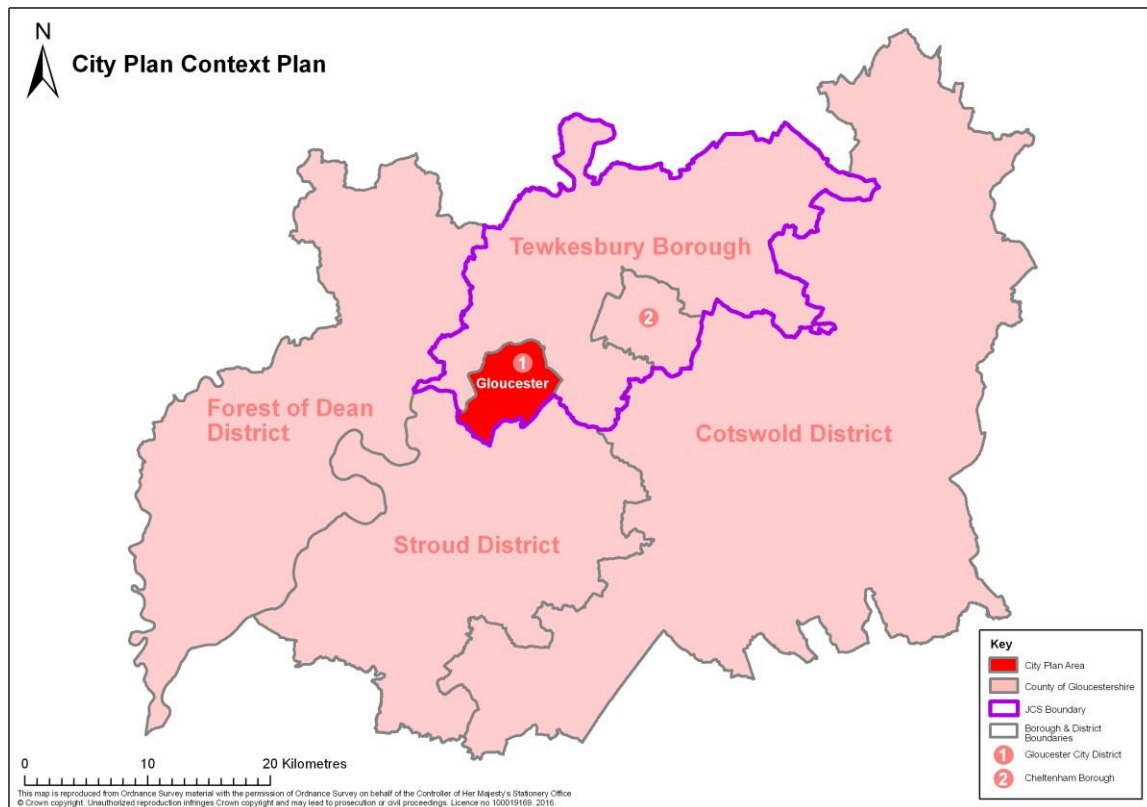 N
City Plan Context Plan
Tewkesbury Borough
2
1
Gloucester
Forest of Dean
District
Cotswold District
Stroud District
Key
City Plan Area
County of Gloucestershire
JCS Boundary
Borough & District
Boundaries
1 Gloucester City District
2 Cheltenham Borough
0 10 20 Kilometres
This map is reproduced from Ordnance Survey material with the permission of Ordnance Survey on behalf of the Controller of Her Majesty's Stationery Office
© Crown copyright. Unauthorized reproduction infringes Crown copyright and may lead to prosecution or civil proceedings. Licence no 100019169. 2016.